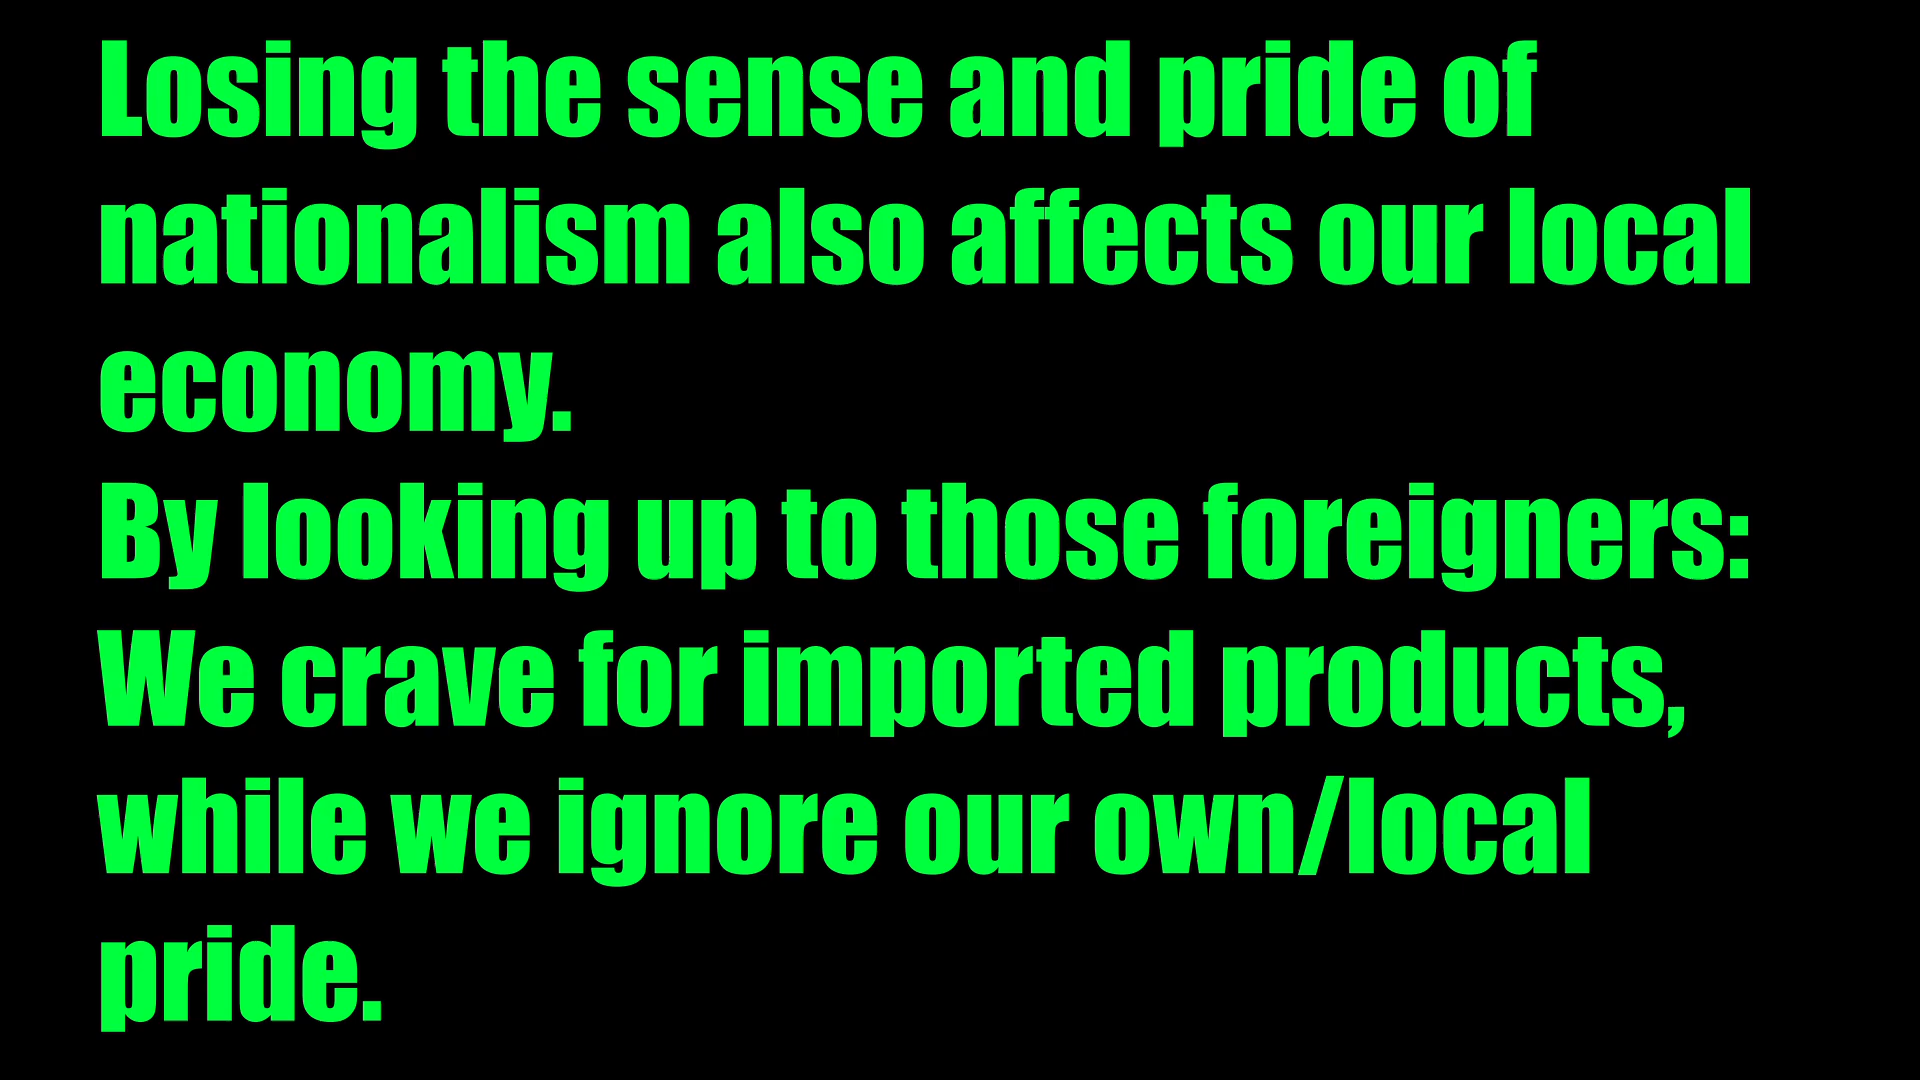 Losing the sense and pride of
nationalism also affects our local
economy.
By looking up to those foreigners:
We crave for imported products,
while we ignore our own/local
pride.